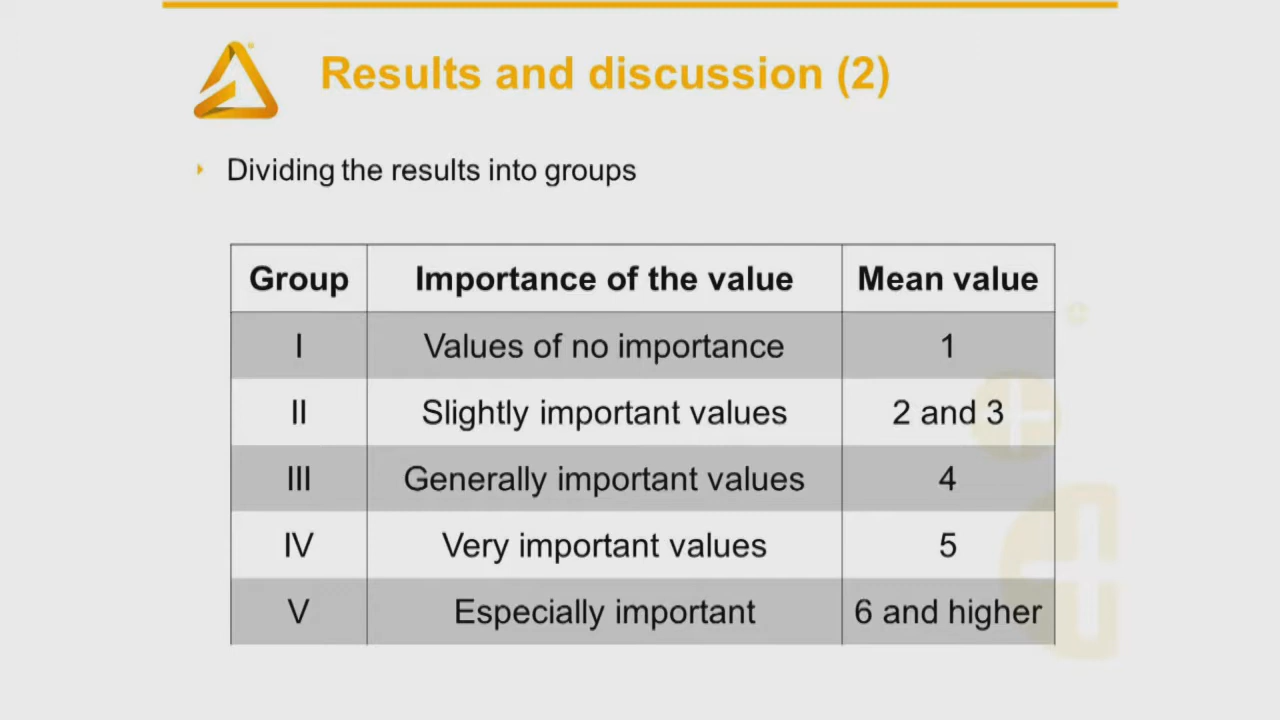 Results and discussion (2)
Dividing the results into groups
Group Importance of the value Mean value
I Values of no importance 1
II Slightly important values 2 and 3
III Generally important values 4
IV Very important values 5
V Especially important 6 and higher